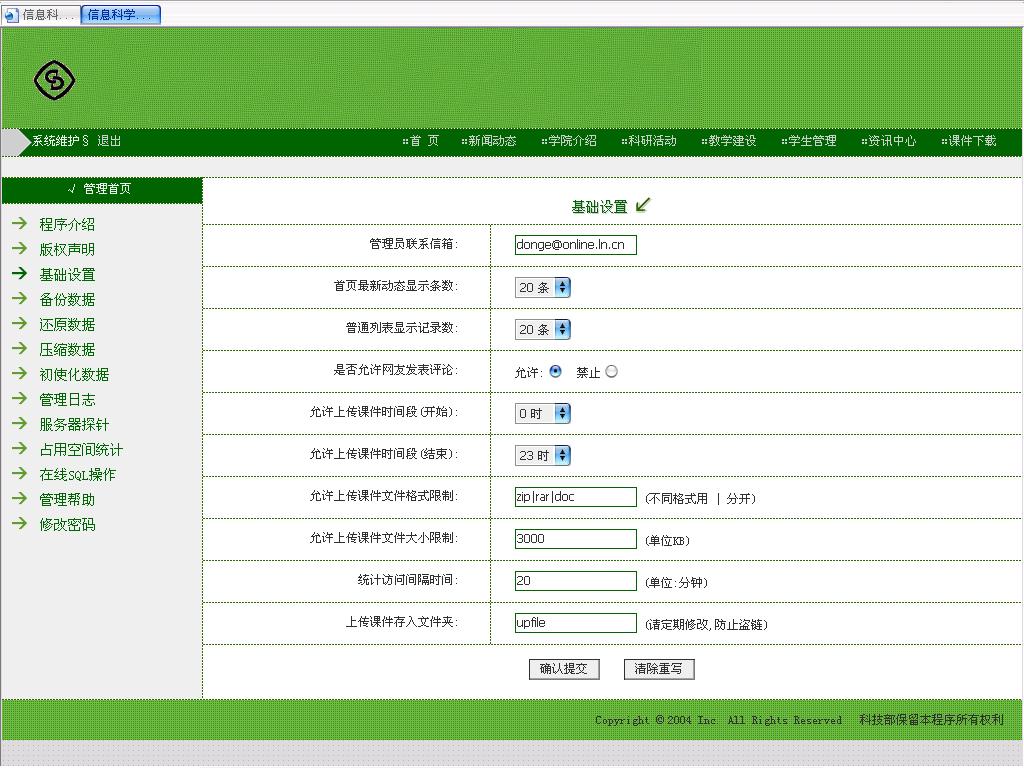 信息科... 信息科学...
系统维护§ 退出 ::首 页 ::新闻动态 ::学院介绍 ::科研活动 ::教学建设 ::学生管理 ::资讯中心 ::课件下载
√ 管理首页
程序介绍
版权声明
基础设置
备份数据
还原数据
压缩数据
初使化数据
管理日志
服务器探针
占用空间统计
在线SQL操作
管理帮助
修改密码
基础设置
管理员联系信箱: donge@online.ln.cn
首页最新动态显示条数: 20 条
普通列表显示记录数: 20 条
是否允许网友发表评论: 允许: 禁止
允许上传课件时间段(开始): 0 时
允许上传课件时间段(结束): 23 时
允许上传课件文件格式限制: zip|rar|doc (不同格式用 | 分开)
允许上传课件文件大小限制: 3000 (单位KB)
统计访问间隔时间: 20 (单位:分钟)
上传课件存入文件夹: upfile (请定期修改,防止盗链)
确认提交 清除重写
Copyright ©2004 Inc. All Rights Reserved 科技部保留本程序所有权利